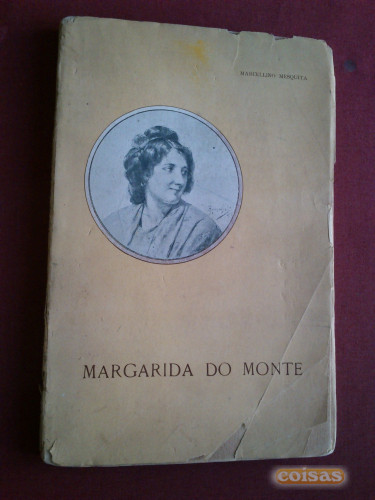 MARCELLINO MESQUITA
MARGARIDA DO MONTE
coisas